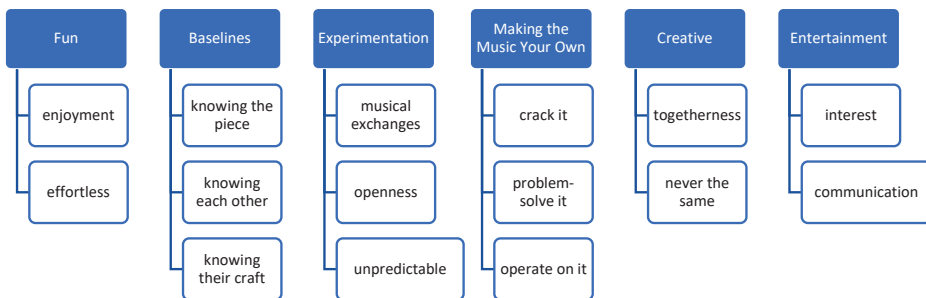 Fun
enjoyment
effortless
Baselines
knowing the
piece
knowing
each other
knowing
their craft
Experimentation
musical
exchanges
openness
unpredictable
Making the
Music Your Own
crack it
problem-
solve it
operate on it
Creative
togetherness
never the
same
Entertainment
interest
communication